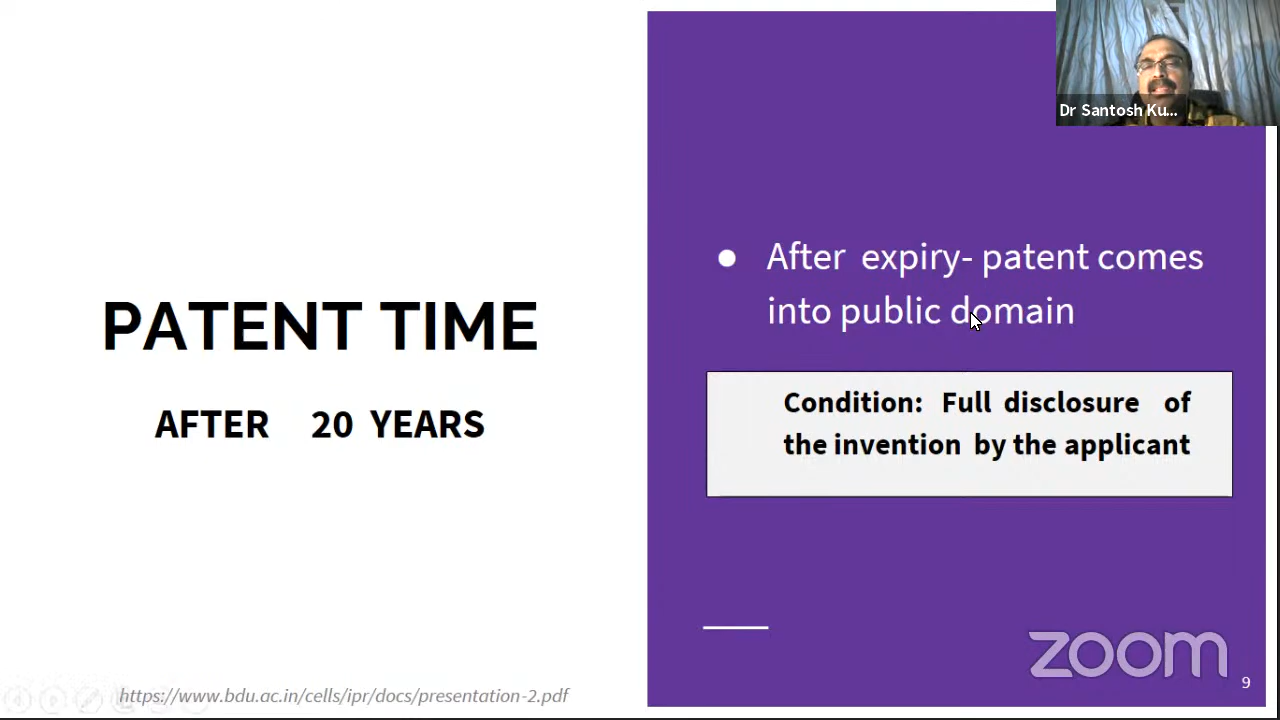 Dr Santosh Ku...
PATENT TIME
AFTER 20 YEARS
● After expiry- patent comes
into public domain
Condition: Full disclosure of
the invention by the applicant
https://www.bdu.ac.in/cells/ipr/docs/presentation-2.pdf
zoom
9